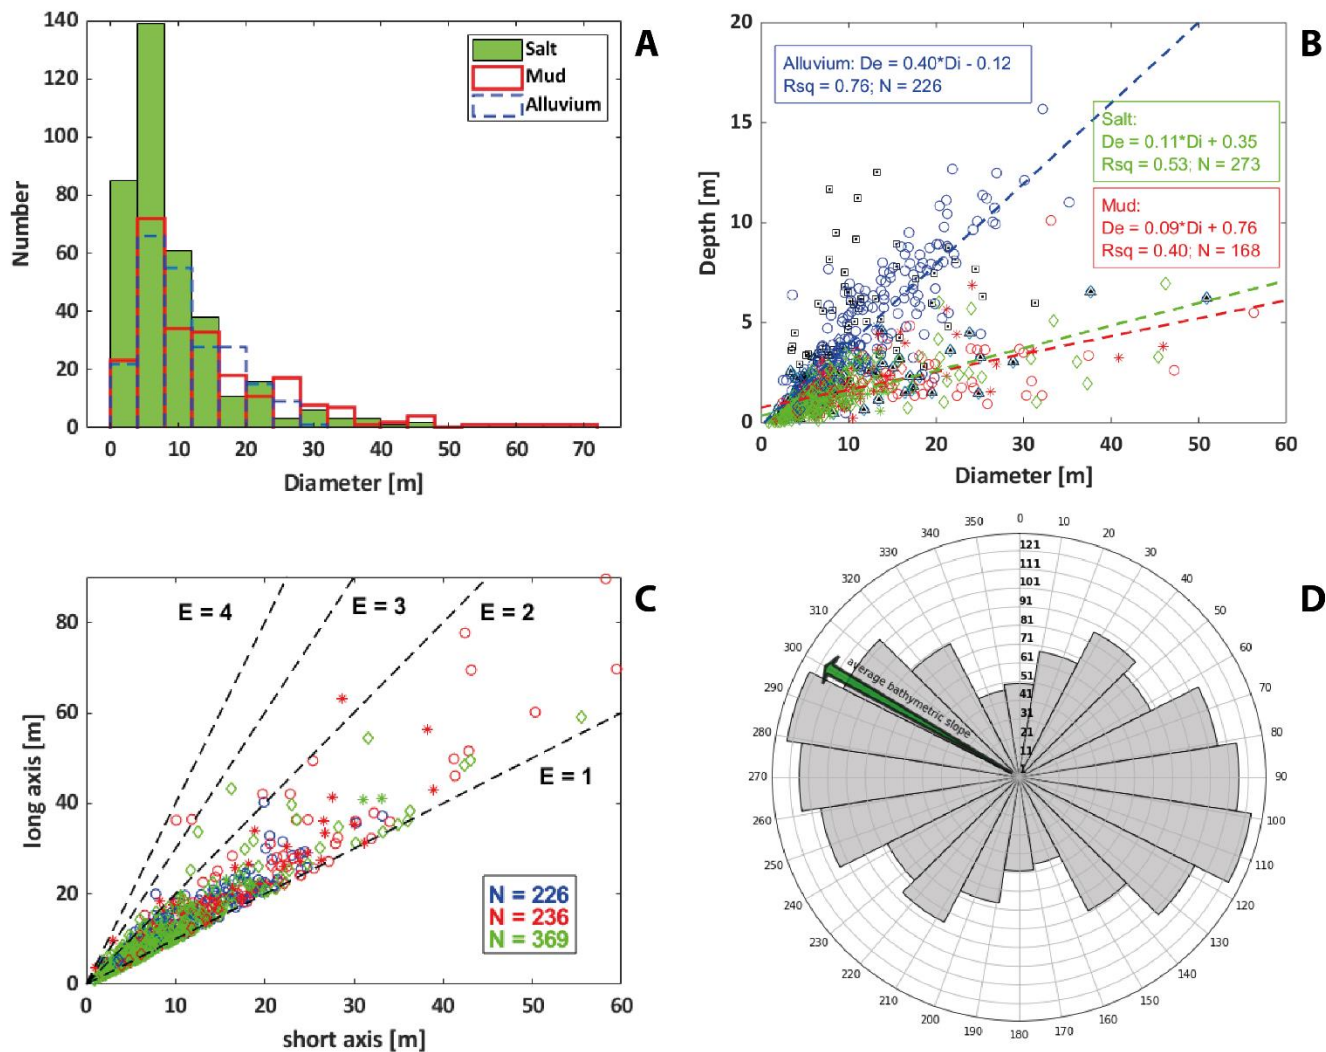 A
140
120
100
80
60
40
20
0
Number
Salt
Mud
Alluvium
0 10 20 30 40 50 60 70
Diameter [m]
B
20
15
10
5
0
Depth [m]
Alluvium: De = 0.40*Di - 0.12
Rsq = 0.76; N = 226
Salt:
De = 0.11*Di + 0.35
Rsq = 0.53; N = 273
Mud:
De = 0.09*Di + 0.76
Rsq = 0.40; N = 168
0 10 20 30 40 50 60
Diameter [m]
C
80
60
40
20
0
long axis [m]
E = 4
E = 3
E = 2
E = 1
N = 226
N = 236
N = 369
0 10 20 30 40 50 60
short axis [m]
D
0
10
20
30
40
50
60
70
80
90
100
110
120
130
140
150
160
170
180
190
200
210
220
230
240
250
260
270
280
290
300
310
320
330
340
350
121
111
101
91
81
71
61
51
41
31
21
11
1
average bathymetric slope